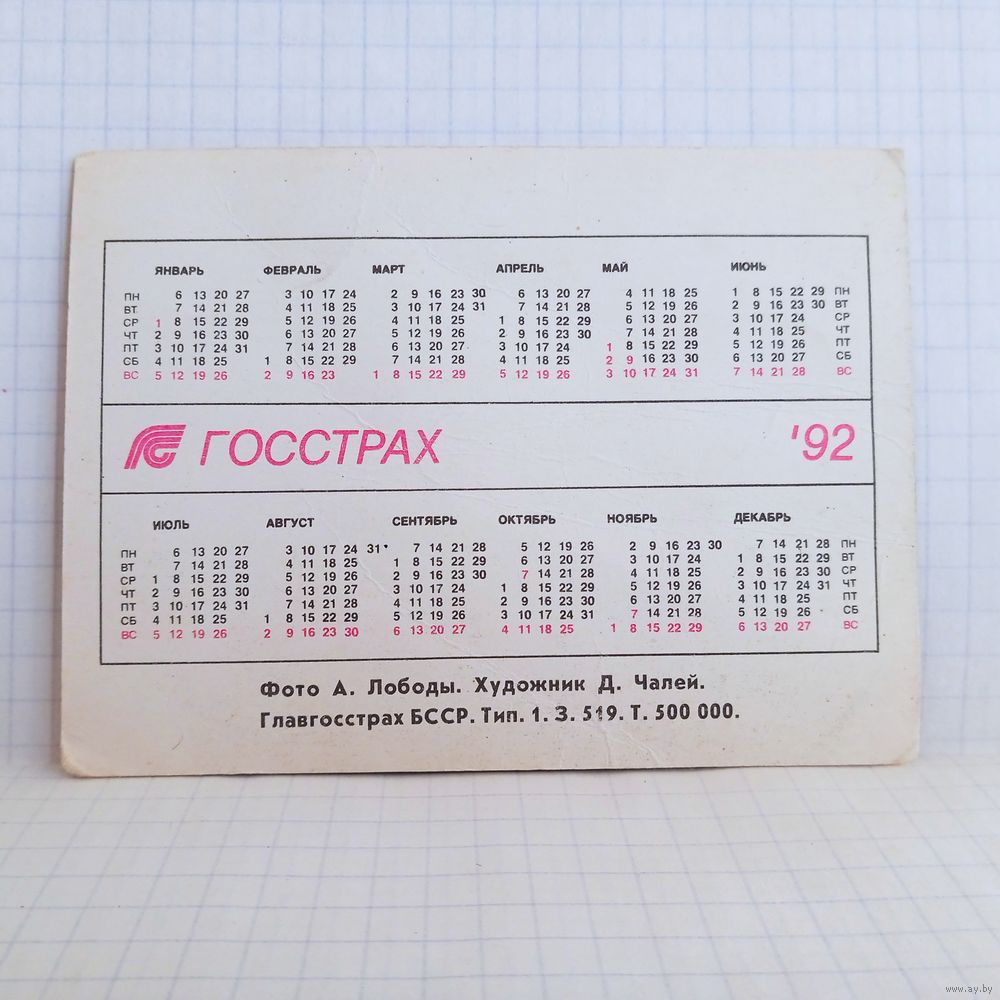 ЯНВАРЬ ФЕВРАЛЬ МАРТ АПРЕЛЬ МАЙ ИЮНЬ
ПН 6 13 20 27 3 10 17 24 2 9 16 23 30 6 13 20 27 4 11 18 25 1 8 15 22 29 ПН
ВТ 7 14 21 28 4 11 18 25 3 10 17 24 31 7 14 21 28 5 12 19 26 2 9 16 23 30 ВТ
СР 1 8 15 22 29 5 12 19 26 4 11 18 25 1 8 15 22 29 6 13 20 27 3 10 17 24 СР
ЧТ 2 9 16 23 30 6 13 20 27 5 12 19 26 2 9 16 23 30 7 14 21 28 4 11 18 25 ЧТ
ПТ 3 10 17 24 31 7 14 21 28 6 13 20 27 3 10 17 24 1 8 15 22 29 5 12 19 26 ПТ
СБ 4 11 18 25 1 8 15 22 29 7 14 21 28 4 11 18 25 2 9 16 23 30 6 13 20 27 СБ
ВС 5 12 19 26 2 9 16 23 1 8 15 22 29 5 12 19 26 3 10 17 24 31 7 14 21 28 ВС
ГОССТРАХ '92
ИЮЛЬ АВГУСТ СЕНТЯБРЬ ОКТЯБРЬ НОЯБРЬ ДЕКАБРЬ
ПН 6 13 20 27 3 10 17 24 31 7 14 21 28 5 12 19 26 2 9 16 23 30 7 14 21 28 ПН
ВТ 7 14 21 28 4 11 18 25 1 8 15 22 29 6 13 20 27 3 10 17 24 1 8 15 22 29 ВТ
СР 1 8 15 22 29 5 12 19 26 2 9 16 23 30 7 14 21 28 4 11 18 25 2 9 16 23 30 СР
ЧТ 2 9 16 23 30 6 13 20 27 3 10 17 24 1 8 15 22 29 5 12 19 26 3 10 17 24 31 ЧТ
ПТ 3 10 17 24 31 7 14 21 28 4 11 18 25 2 9 16 23 30 6 13 20 27 4 11 18 25 ПТ
СБ 4 11 18 25 1 8 15 22 29 5 12 19 26 3 10 17 24 31 7 14 21 28 5 12 19 26 СБ
ВС 5 12 19 26 2 9 16 23 30 6 13 20 27 4 11 18 25 1 8 15 22 29 6 13 20 27 ВС
Фото А. Лободы. Художник Д. Чалей.
Главгосстрах БССР. Тип. 1. З. 519. Т. 500 000.
www.ay.by